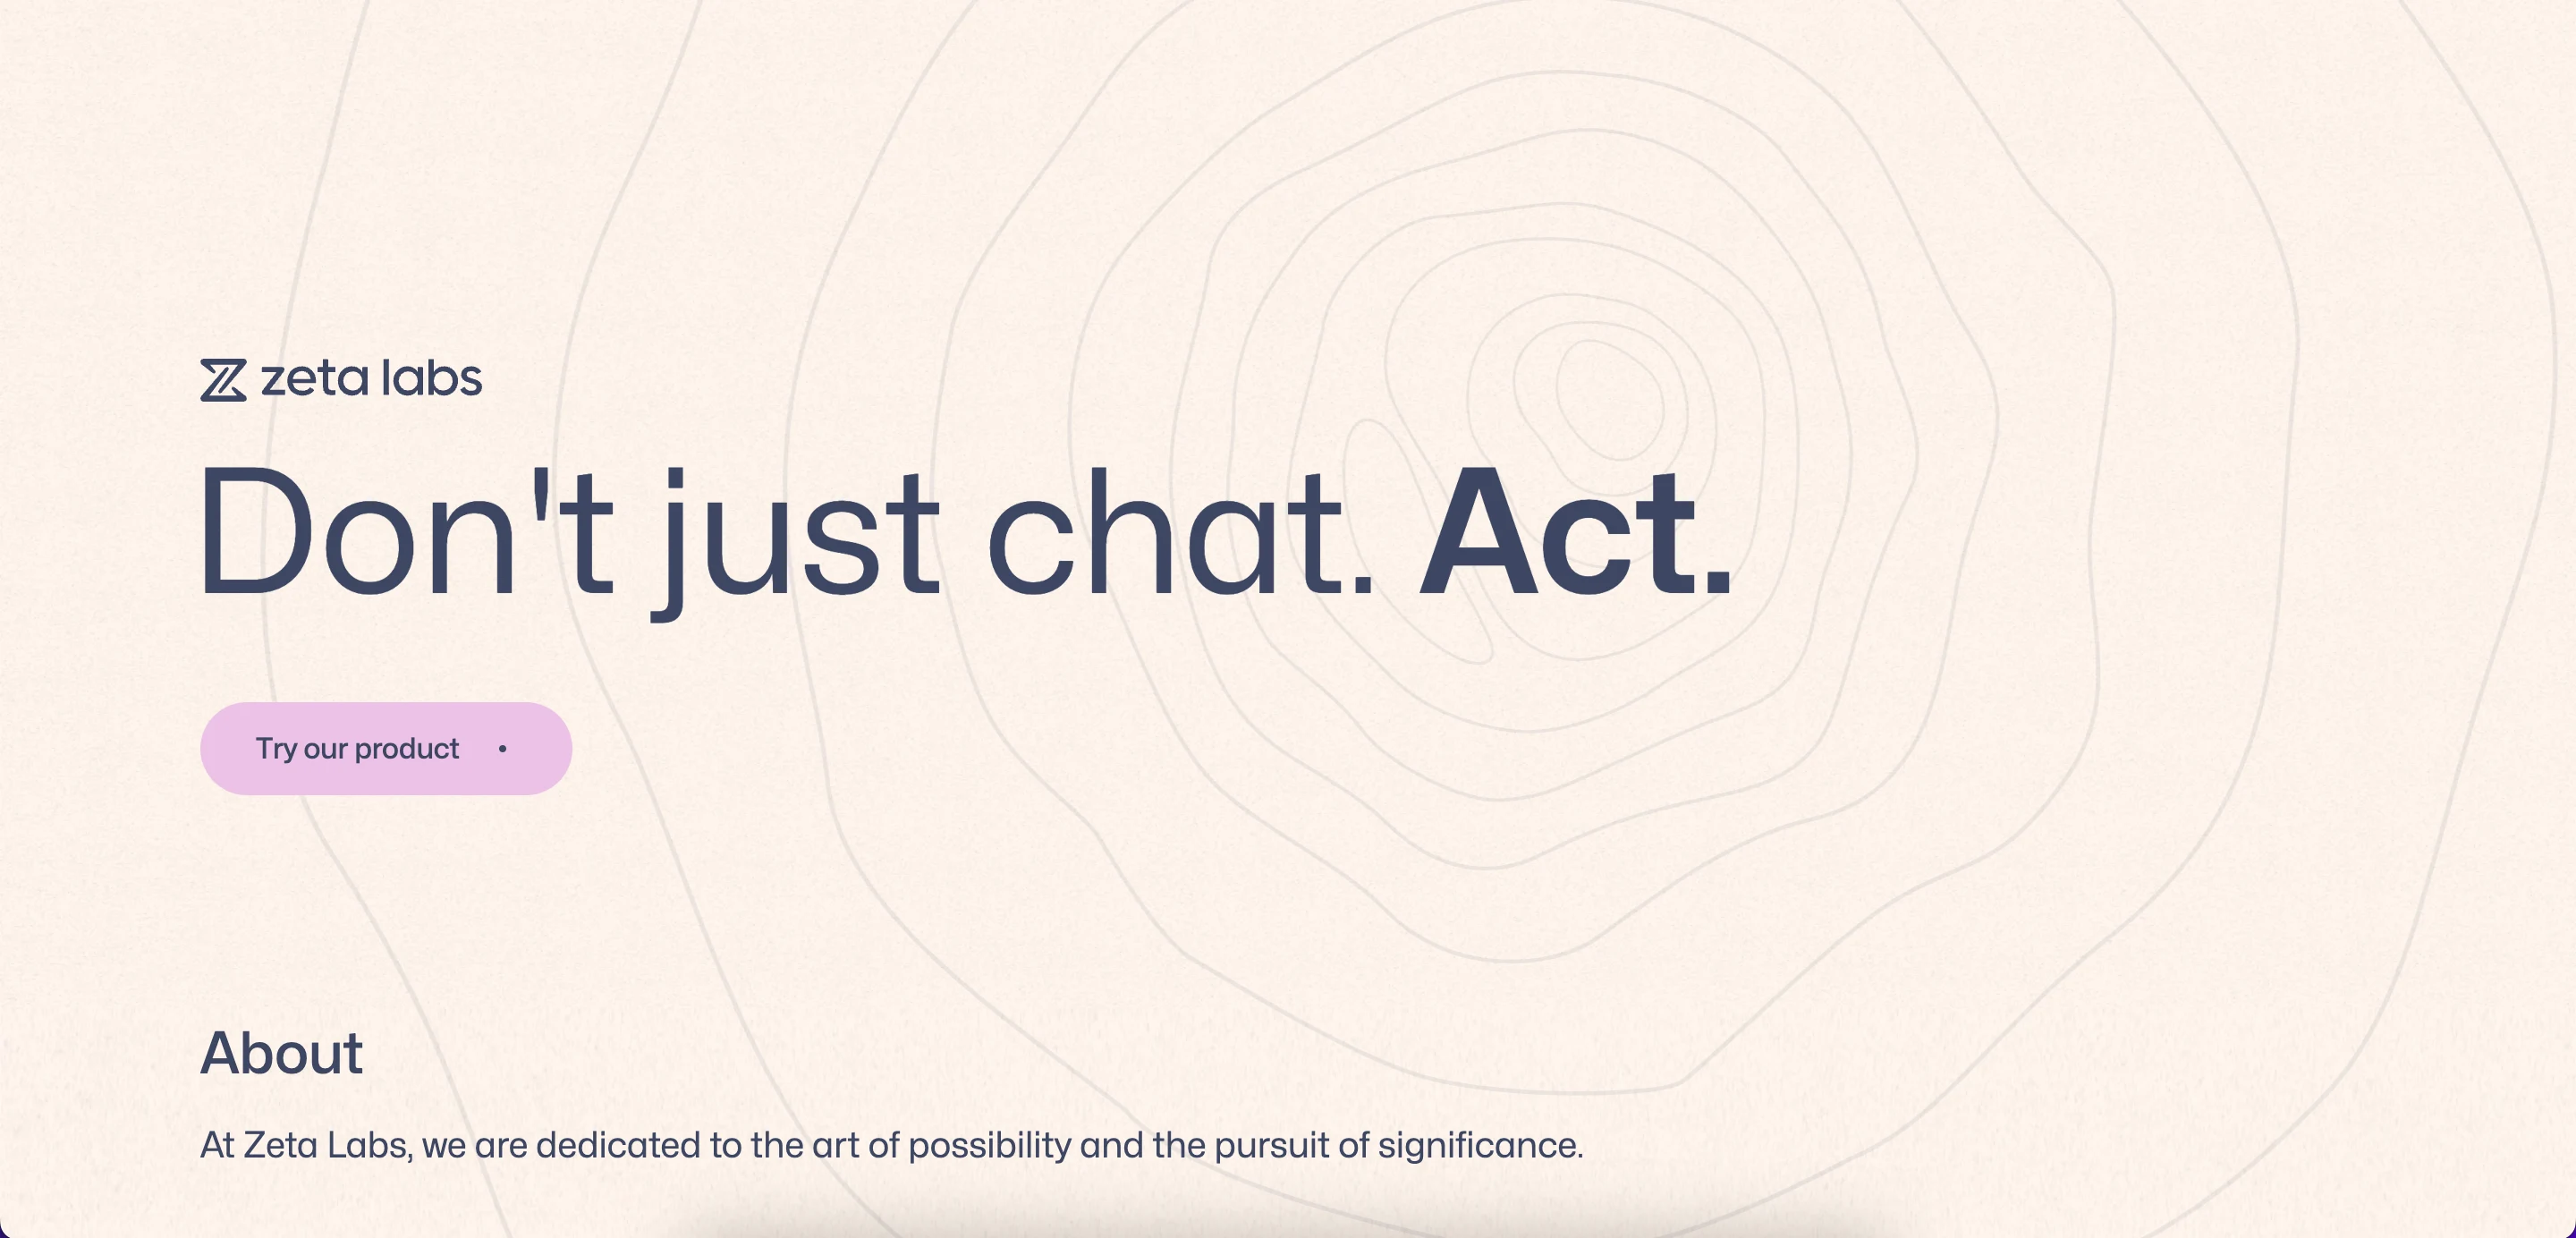 zeta labs
Don't just chat. Act.
Try our product
About
At Zeta Labs, we are dedicated to the art of possibility and the pursuit of significance.